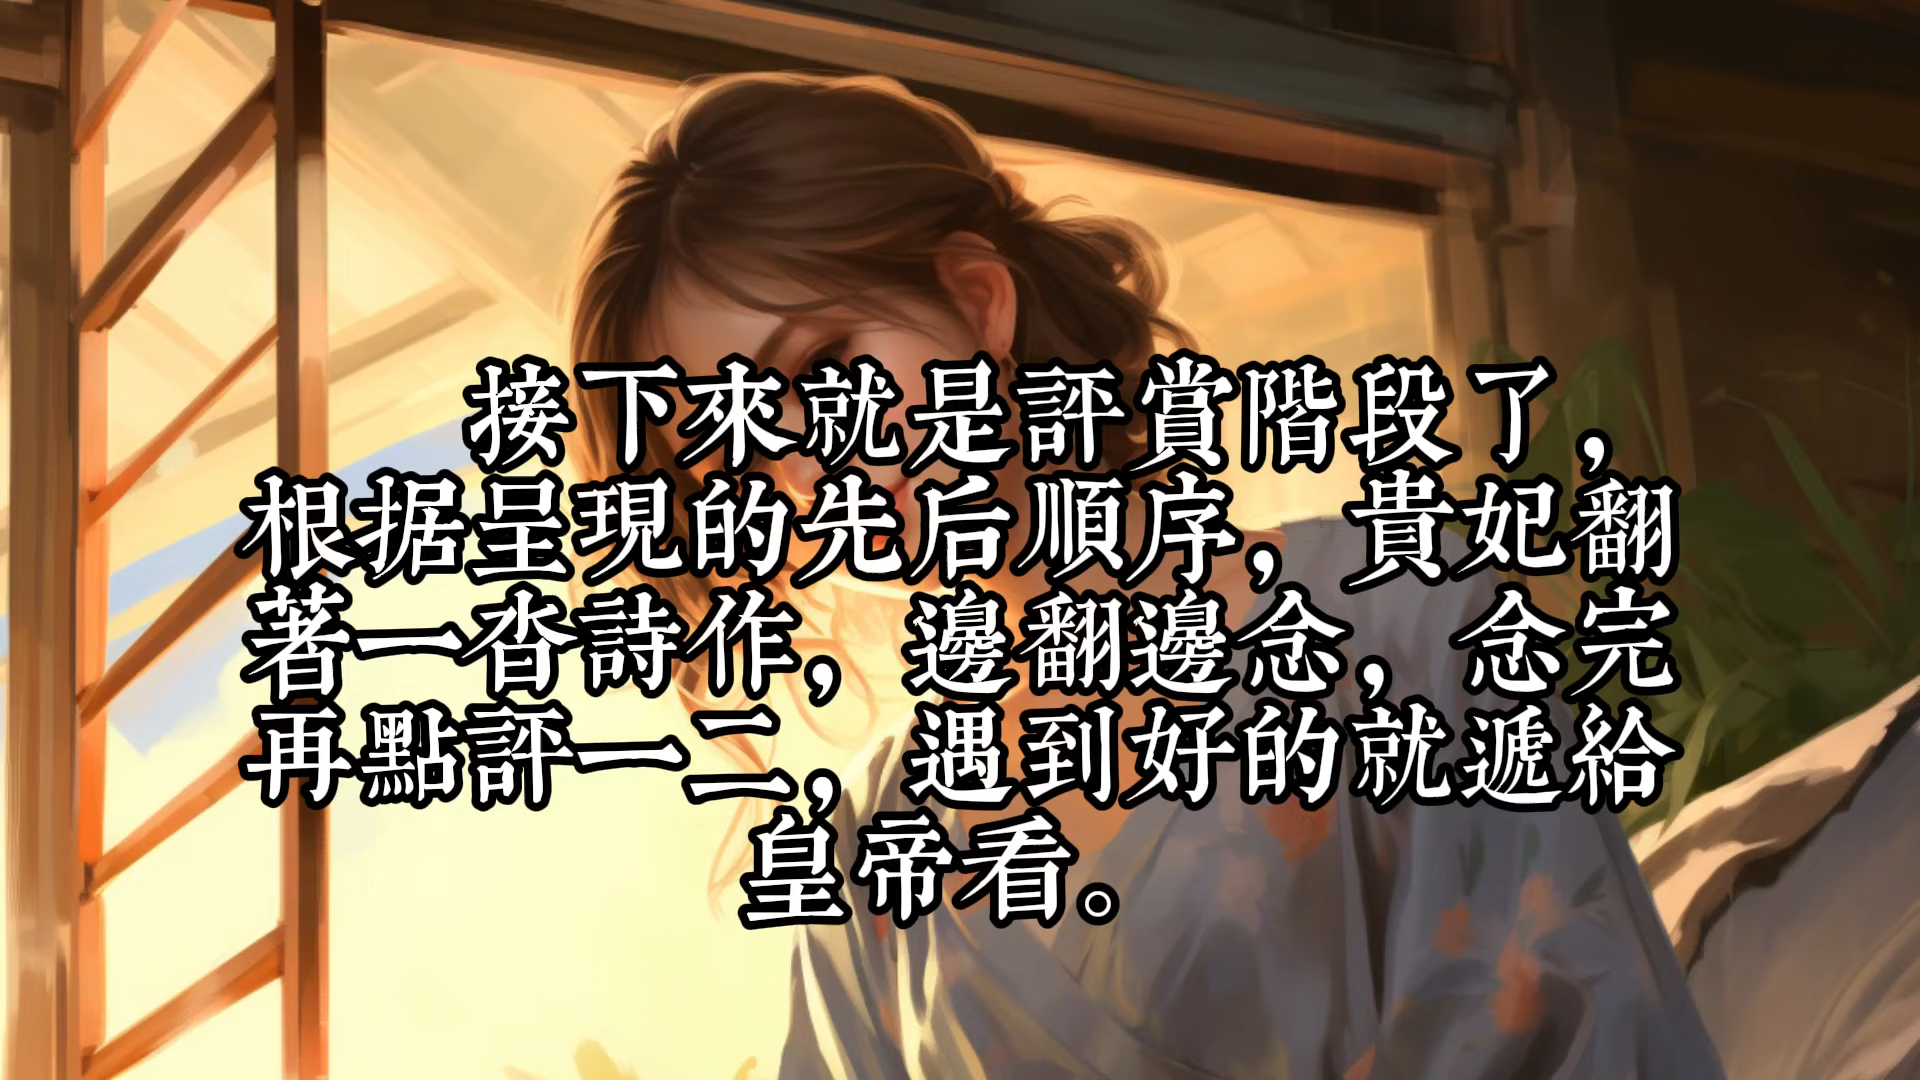 接下來就是評賞階段了，
根据呈現的先后順序，貴妃翻
著一沓詩作，邊翻邊念，念完
再點評一二，遇到好的就遞給
皇帝看。